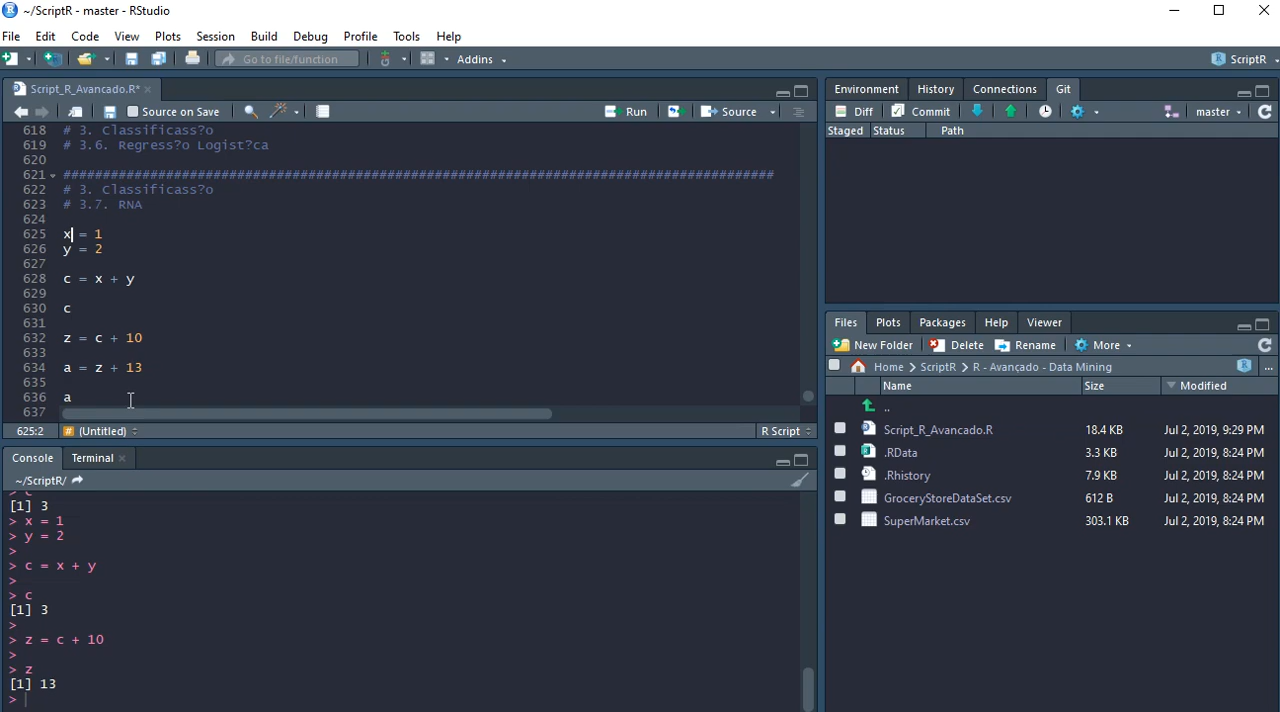 ~/ScriptR - master - RStudio
File Edit Code View Plots Session Build Debug Profile Tools Help
Go to file/function Addins ScriptR
Script_R_Avancado.R*
Source on Save Run Source
618 # 3. Classificass?o
619 # 3.6. Regress?o Logist?ca
620
621 ############################################################################################
622 # 3. Classificass?o
623 # 3.7. RNA
624
625 x = 1
626 y = 2
627
628 c = x + y
629
630 c
631
632 z = c + 10
633
634 a = z + 13
635
636 a
637
625:2 # (Untitled) R Script
Console Terminal
~/ScriptR/
> c
[1] 3
> x = 1
> y = 2
>
> c = x + y
>
> c
[1] 3
>
> z = c + 10
>
> z
[1] 13
>
Environment History Connections Git
Diff Commit master
Staged Status Path
Files Plots Packages Help Viewer
New Folder Delete Rename More
Home ScriptR R - Avançado - Data Mining ...
Name Size Modified
..
Script_R_Avancado.R 18.4 KB Jul 2, 2019, 9:29 PM
.RData 3.3 KB Jul 2, 2019, 8:24 PM
.Rhistory 7.9 KB Jul 2, 2019, 8:24 PM
GroceryStoreDataSet.csv 612 B Jul 2, 2019, 8:24 PM
SuperMarket.csv 303.1 KB Jul 2, 2019, 8:24 PM